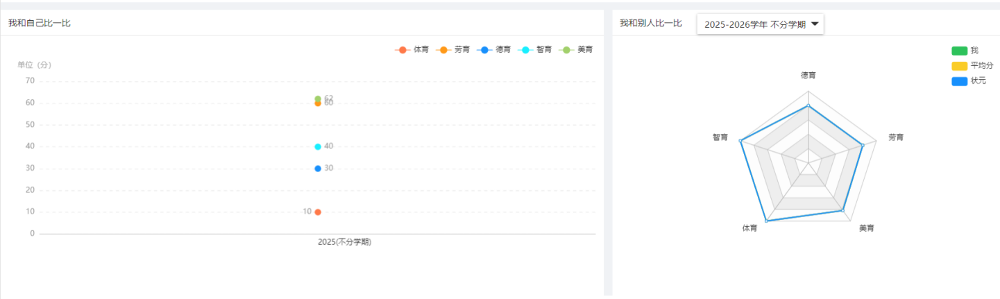 我和自己比一比
体育 劳育 德育 智育 美育
单位（分）
70
60
50
40
30
20
10
0
62
60
40
30
10
2025(不分学期)
我和别人比一比
2025-2026学年 不分学期
我
平均分
状元
德育
智育
劳育
体育
美育